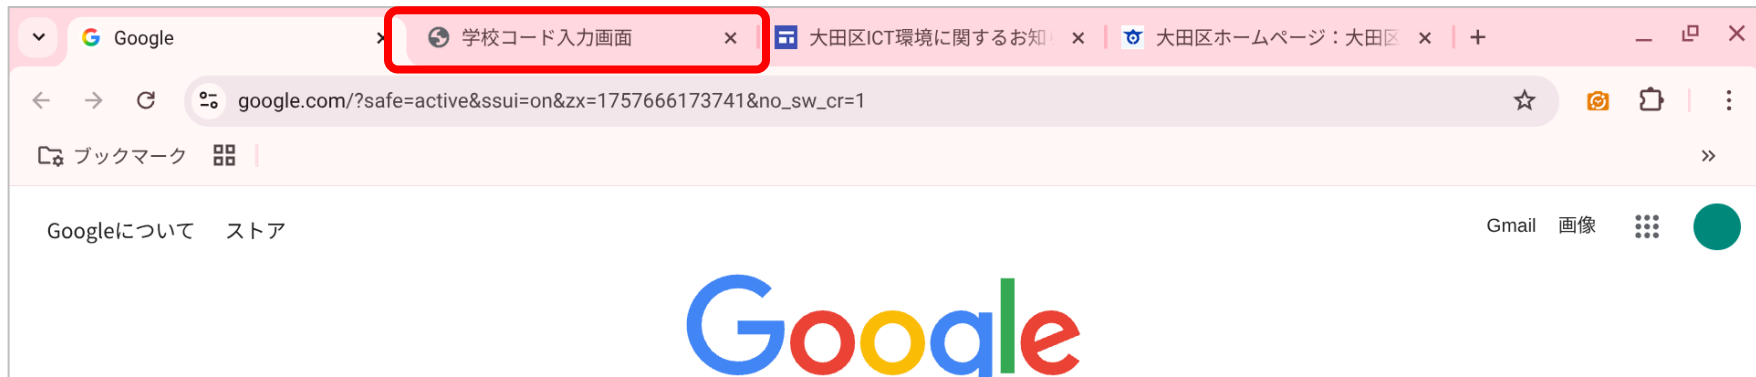 Google
学校コード入力画面
大田区ICT環境に関するお知
大田区ホームページ：大田区
google.com/?safe=active&ssui=on&zx=1757666173741&no_sw_cr=1
ブックマーク
Googleについて ストア
Gmail 画像
Google